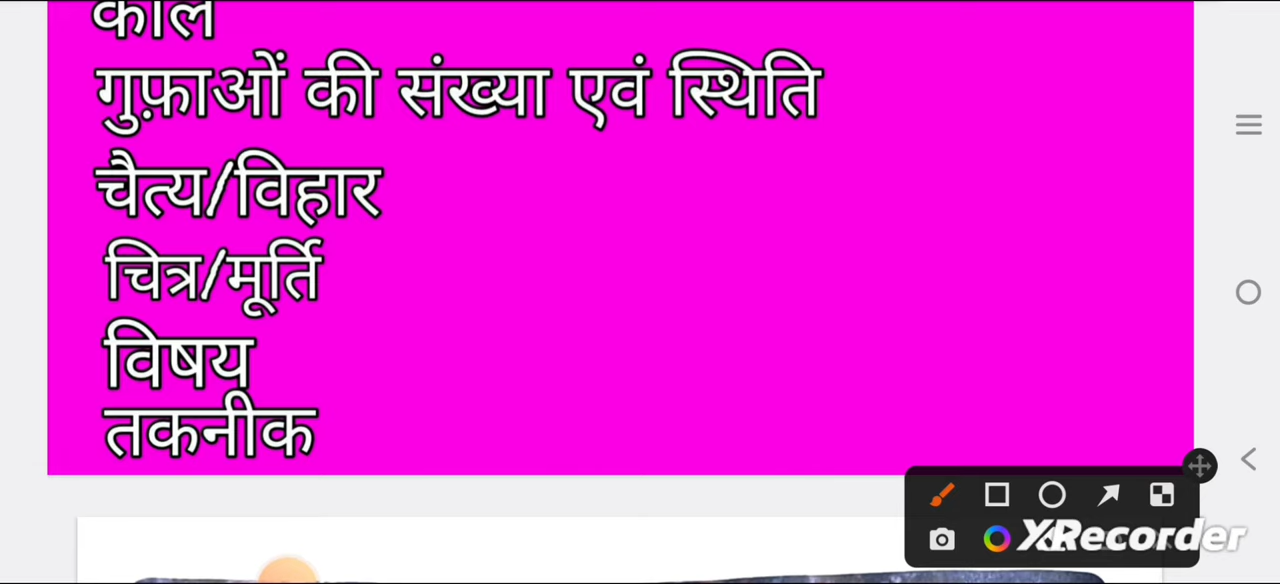 काल
गुफ़ाओं की संख्या एवं स्थिति
चैत्य/विहार
चित्र/मूर्ति
विषय
तकनीक
XRecorder